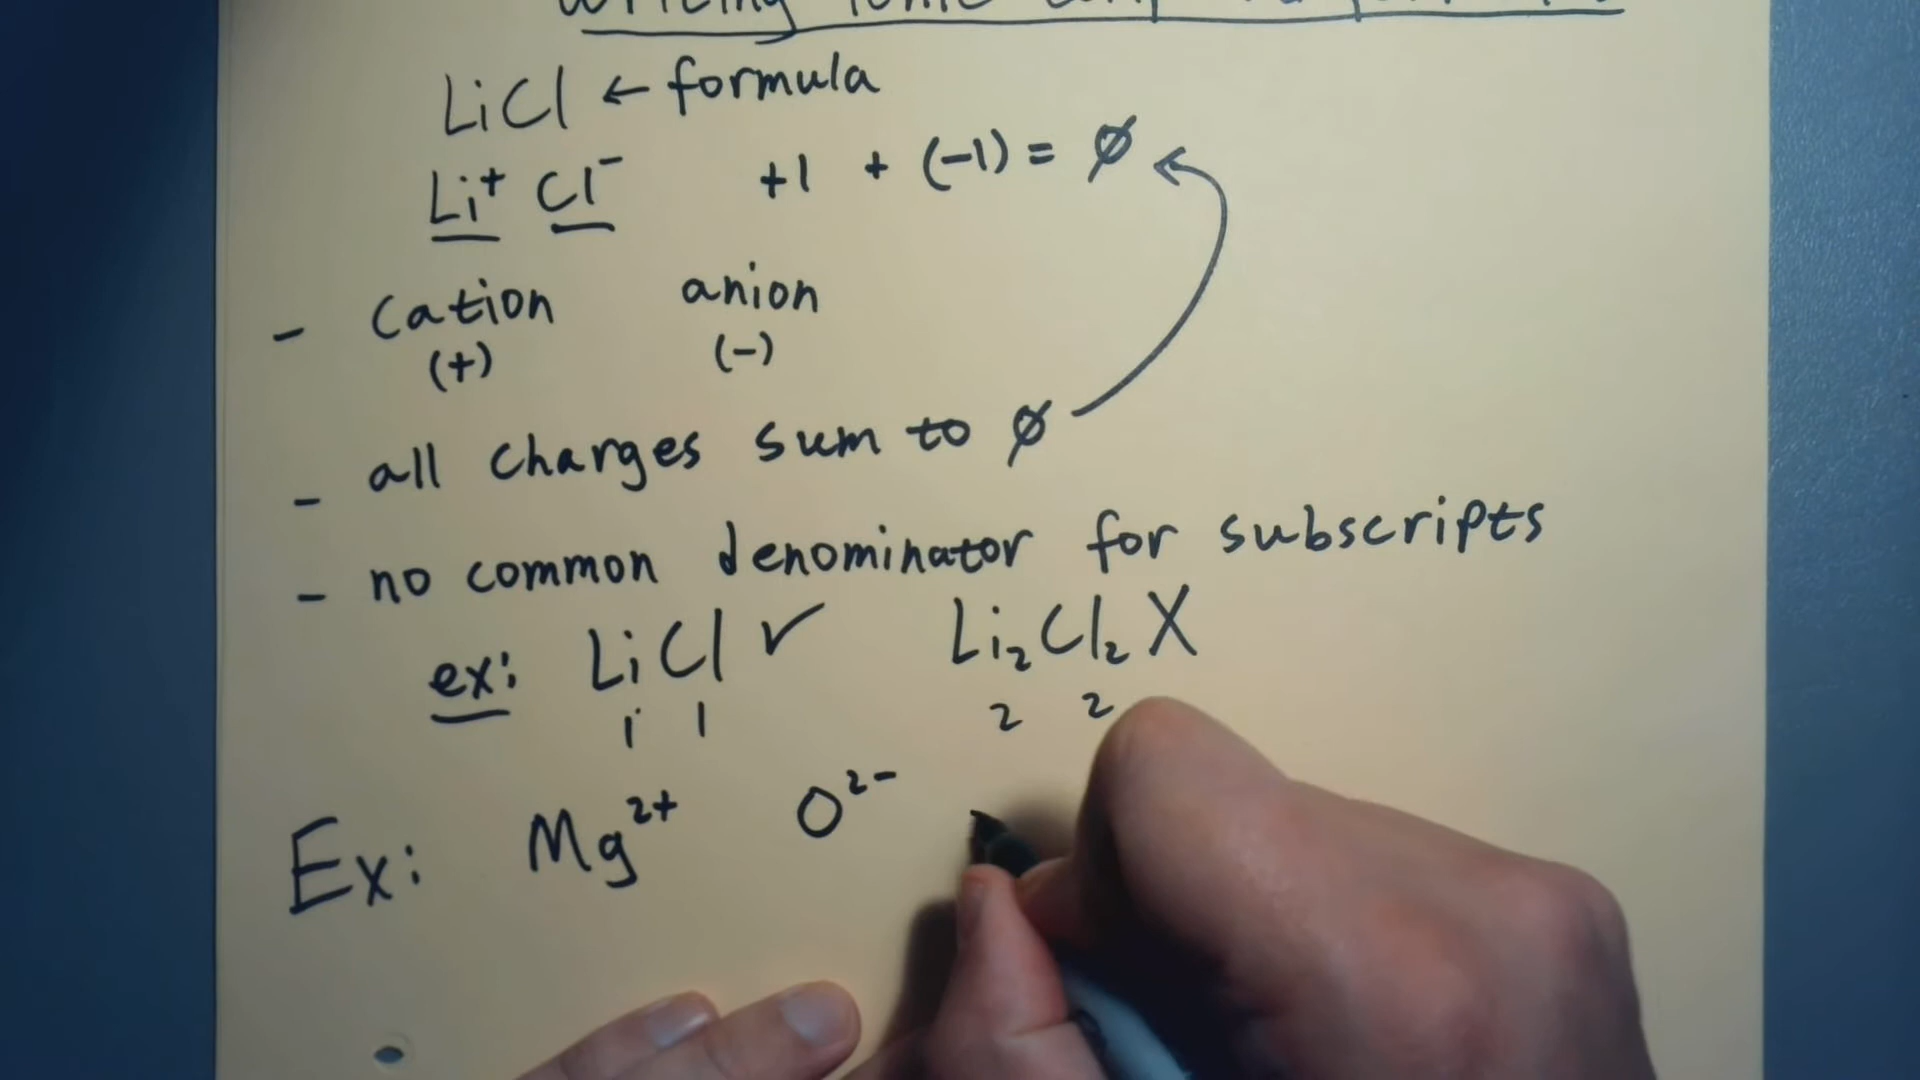 LiCl ← formula
Li⁺ Cl⁻ +1 + (-1) = ∅
- cation anion
(+) (-)
- all charges sum to ∅
- no common denominator for subscripts
ex: LiCl ✓ Li₂Cl₂ X
1 1 2 2
Ex: Mg²⁺ O²⁻